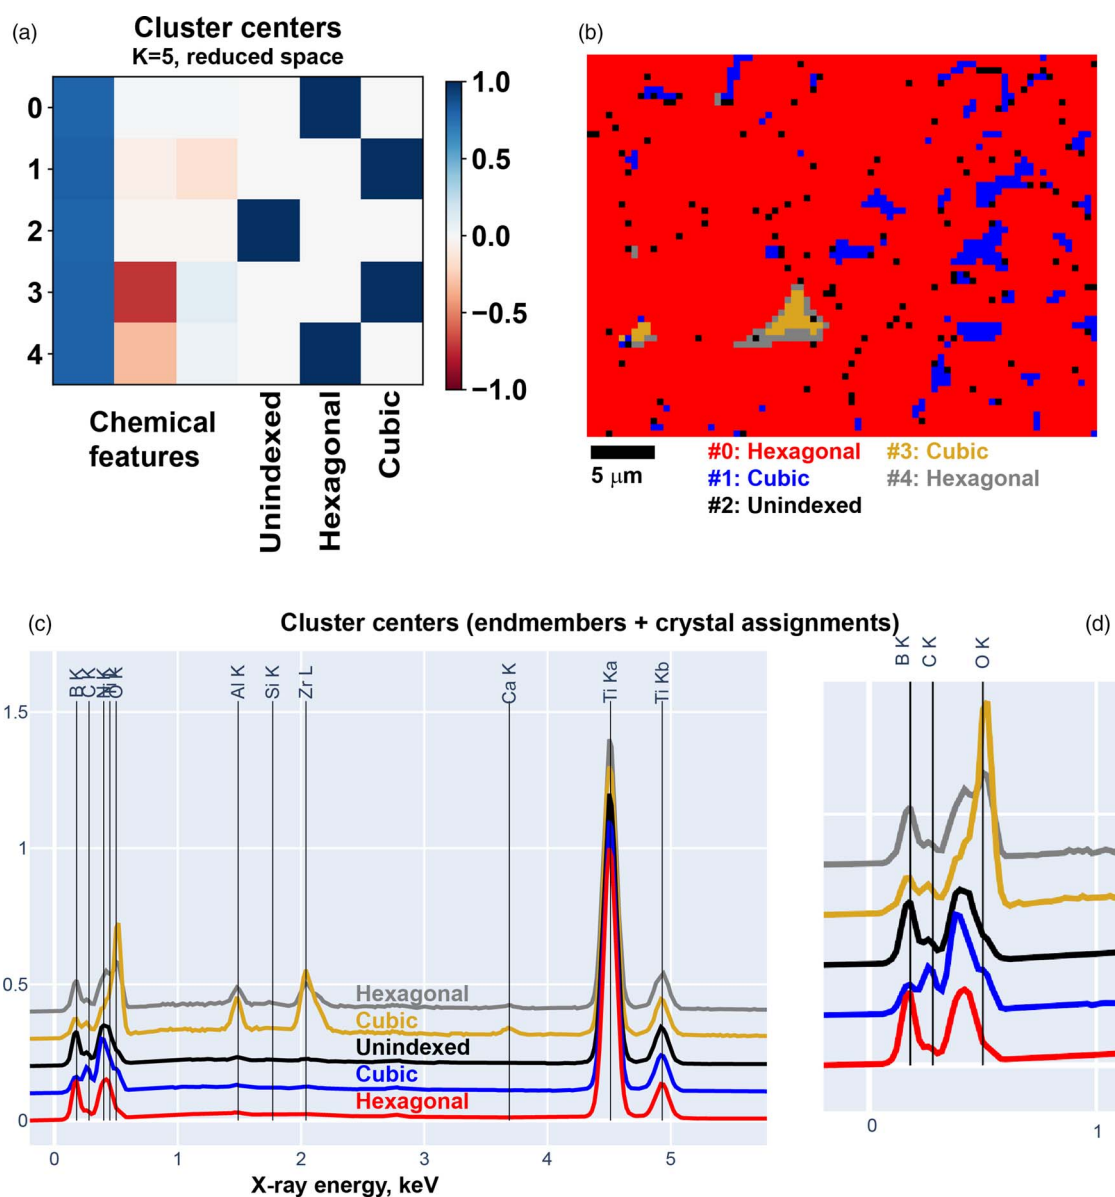 (a)
Cluster centers
K=5, reduced space
0
1
2
3
4
1.0
0.5
0.0
−0.5
−1.0
Chemical
features
Unindexed
Hexagonal
Cubic
(b)
5 μm
#0: Hexagonal
#1: Cubic
#2: Unindexed
#3: Cubic
#4: Hexagonal
(c)
Cluster centers (endmembers + crystal assignments)
B K
C K
N K
O K
Al K
Si K
Zr L
Ca K
Ti Ka
Ti Kb
1.5
1
0.5
0
Hexagonal
Cubic
Unindexed
Cubic
Hexagonal
0
1
2
3
4
5
X-ray energy, keV
(d)
B K
C K
O K
0
1